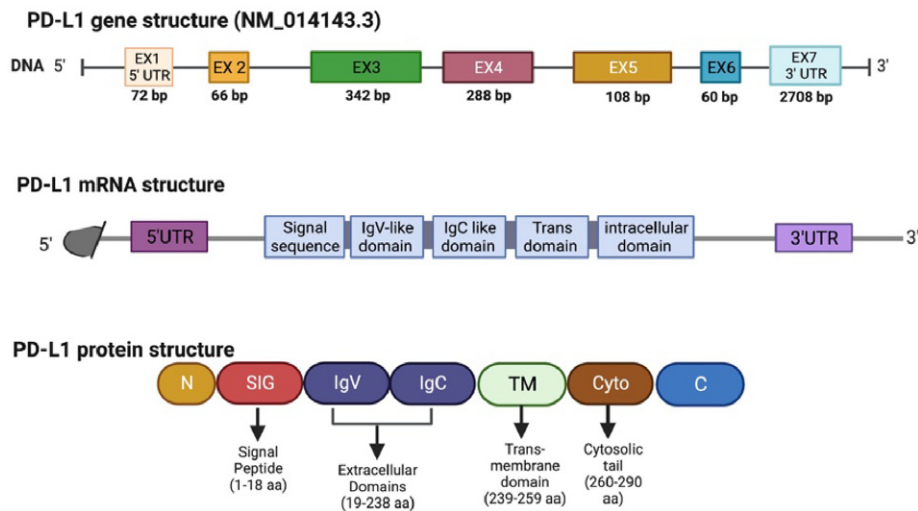 PD-L1 gene structure (NM_014143.3)
DNA 5' EX1 5' UTR EX 2 EX3 EX4 EX5 EX6 EX7 3' UTR 3'
72 bp 66 bp 342 bp 288 bp 108 bp 60 bp 2708 bp
PD-L1 mRNA structure
5' 5'UTR Signal sequence IgV-like domain IgC like domain Trans domain intracellular domain 3'UTR 3'
PD-L1 protein structure
N SIG IgV IgC TM Cyto C
Signal
Peptide
(1-18 aa)
Extracellular
Domains
(19-238 aa)
Trans-
membrane
domain
(239-259 aa)
Cytosolic
tail
(260-290
aa)